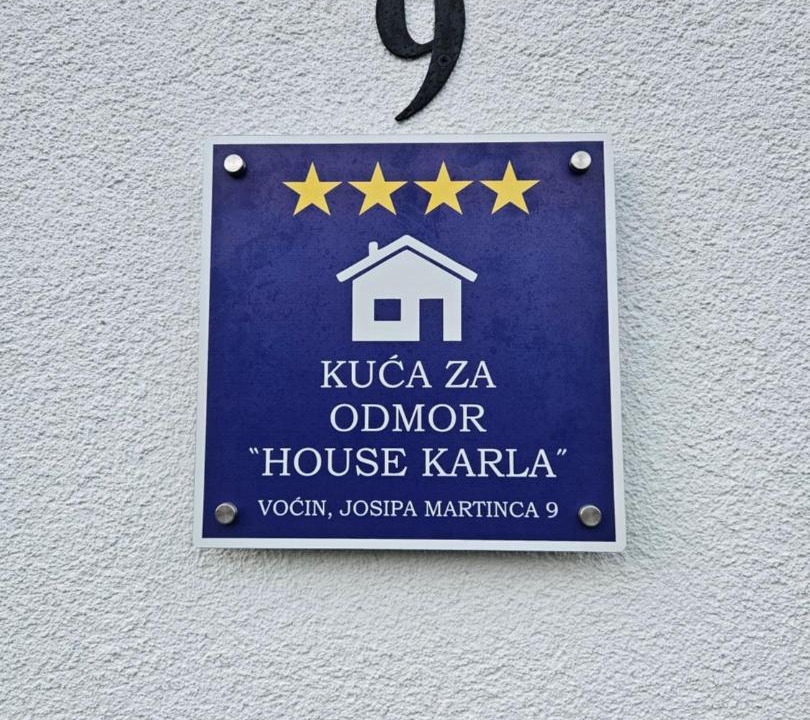 9
KUĆA ZA
ODMOR
"HOUSE KARLA"
VOĆIN, JOSIPA MARTINCA 9